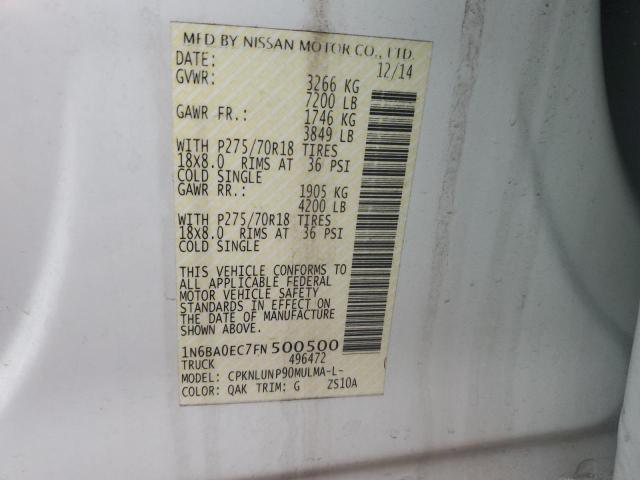 MFD BY NISSAN MOTOR CO., LTD.
DATE: 12/14
GVWR: 3266 KG
7200 LB
GAWR FR.: 1746 KG
3849 LB
WITH P275/70R18 TIRES
18x8.0 RIMS AT 36 PSI
COLD SINGLE
GAWR RR.: 1905 KG
4200 LB
WITH P275/70R18 TIRES
18x8.0 RIMS AT 36 PSI
COLD SINGLE
THIS VEHICLE CONFORMS TO
ALL APPLICABLE FEDERAL
MOTOR VEHICLE SAFETY
STANDARDS IN EFFECT ON
THE DATE OF MANUFACTURE
SHOWN ABOVE.
1N6BA0EC7FN500500
TRUCK 496472
MODEL: CPKNLUNP90MULMA-L-
COLOR: QAK TRIM: G ZS10A